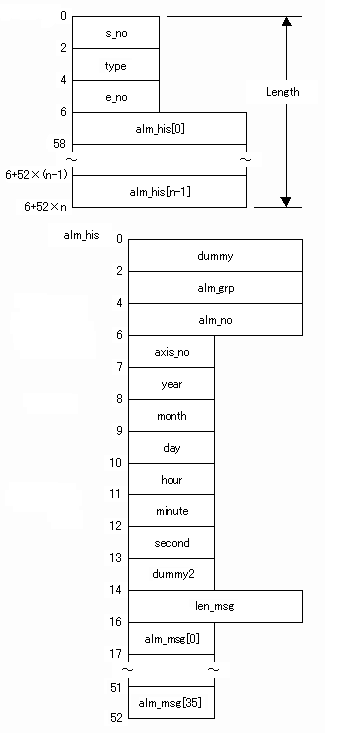 0
s_no
2
type
4
e_no
6
alm_his[0]
58
～ ～
6+52×(n-1)
alm_his[n-1]
6+52×n
Length
alm_his
0
dummy
2
alm_grp
4
alm_no
6
axis_no
7
year
8
month
9
day
10
hour
11
minute
12
second
13
dummy2
14
len_msg
16
alm_msg[0]
17
～ ～
51
alm_msg[35]
52